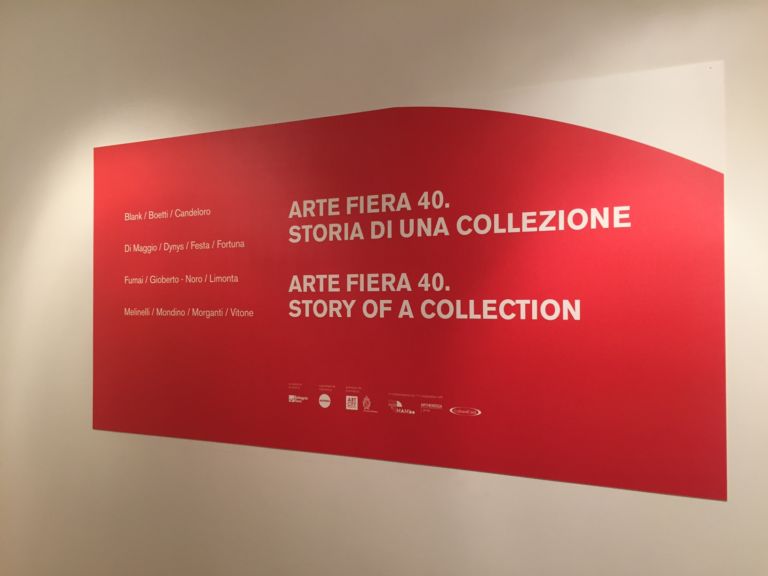 Blank / Boetti / Candeloro
Di Maggio / Dynys / Festa / Fortuna
Fumai / Gioberto - Noro / Limonta
Melinelli / Mondino / Morganti / Vitone
ARTE FIERA 40.
STORIA DI UNA COLLEZIONE
ARTE FIERA 40.
STORY OF A COLLECTION
MAMbo